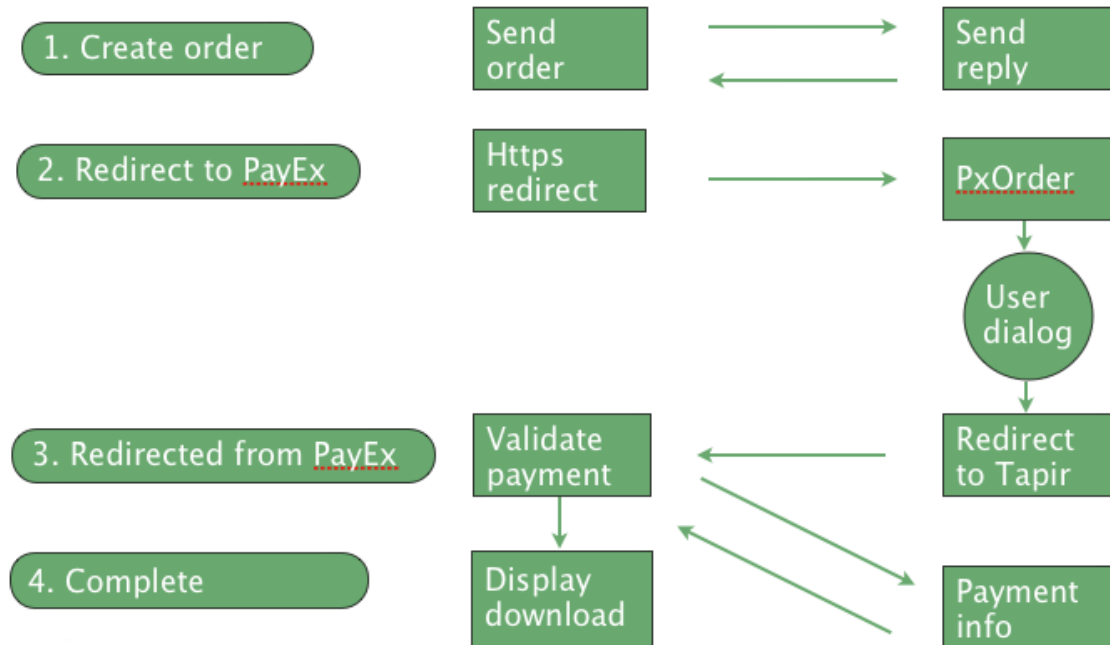 1. Create order
Send
order
Send
reply
2. Redirect to PayEx
Https
redirect
PxOrder
User
dialog
3. Redirected from PayEx
Validate
payment
Redirect
to Tapir
4. Complete
Display
download
Payment
info